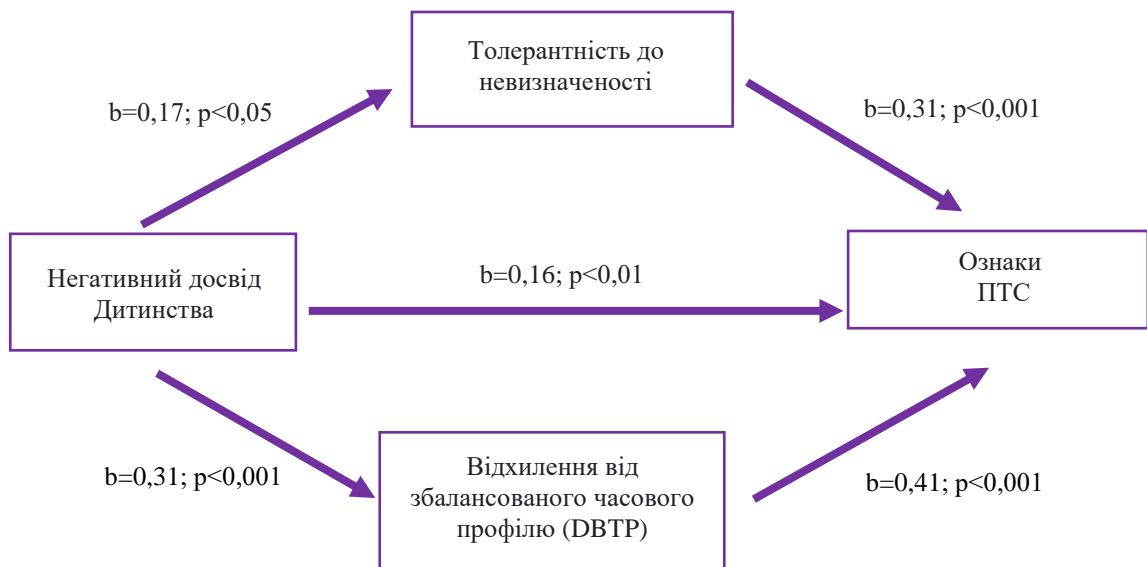 Толерантність до
невизначеності
b=0,17; p<0,05
b=0,31; p<0,001
Негативний досвід
Дитинства
b=0,16; p<0,01
Ознаки
ПТС
b=0,31; p<0,001
Відхилення від
збалансованого часового
профілю (DBTP)
b=0,41; p<0,001